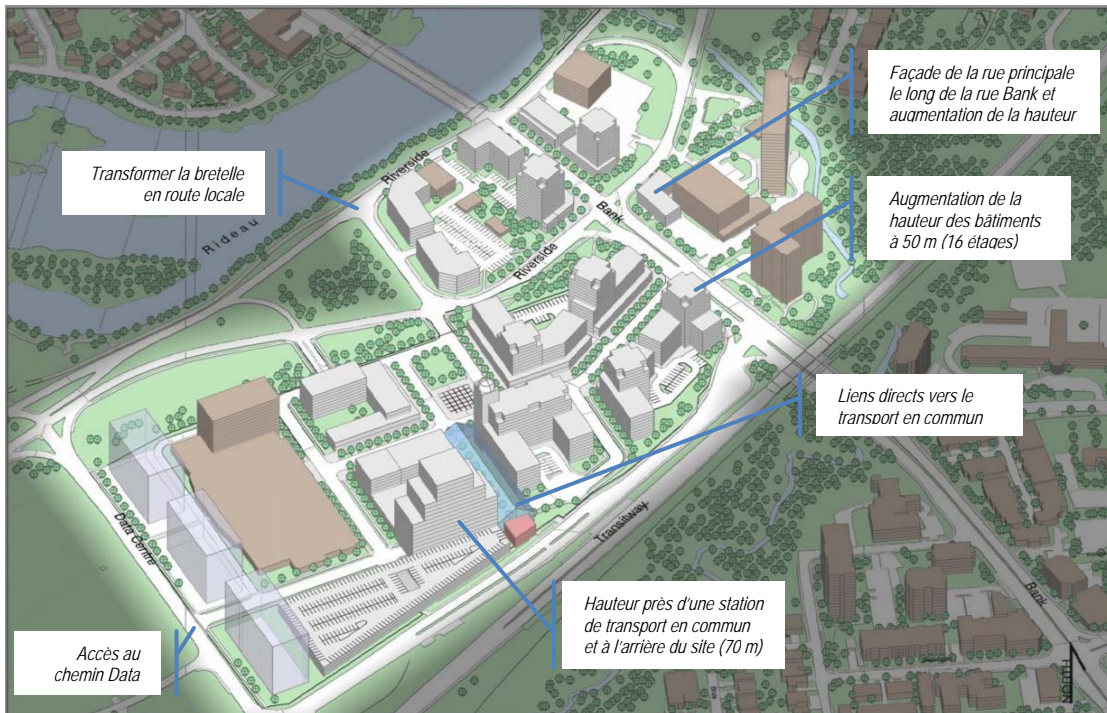 Façade de la rue principale
le long de la rue Bank et
augmentation de la hauteur
Transformer la bretelle
en route locale
Augmentation de la
hauteur des bâtiments
à 50 m (16 étages)
Liens directs vers le
transport en commun
Hauteur près d'une station
de transport en commun
et à l'arrière du site (70 m)
Accès au
chemin Data
Riverside
Rideau
Bank
Riverside
Data Centre
Transitway
Bank